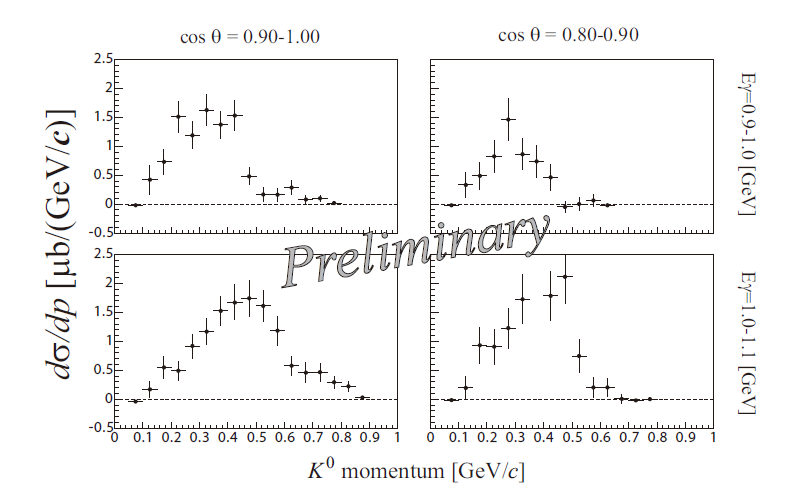 cos θ = 0.90-1.00
cos θ = 0.80-0.90
2.5
2
1.5
1
0.5
0
-0.5
Eγ=0.9-1.0 [GeV]
dσ/dp [μb/(GeV/c)]
Preliminary
2.5
2
1.5
1
0.5
0
-0.5
Eγ=1.0-1.1 [GeV]
0 0.1 0.2 0.3 0.4 0.5 0.6 0.7 0.8 0.9 1
0 0.1 0.2 0.3 0.4 0.5 0.6 0.7 0.8 0.9 1
K⁰ momentum [GeV/c]